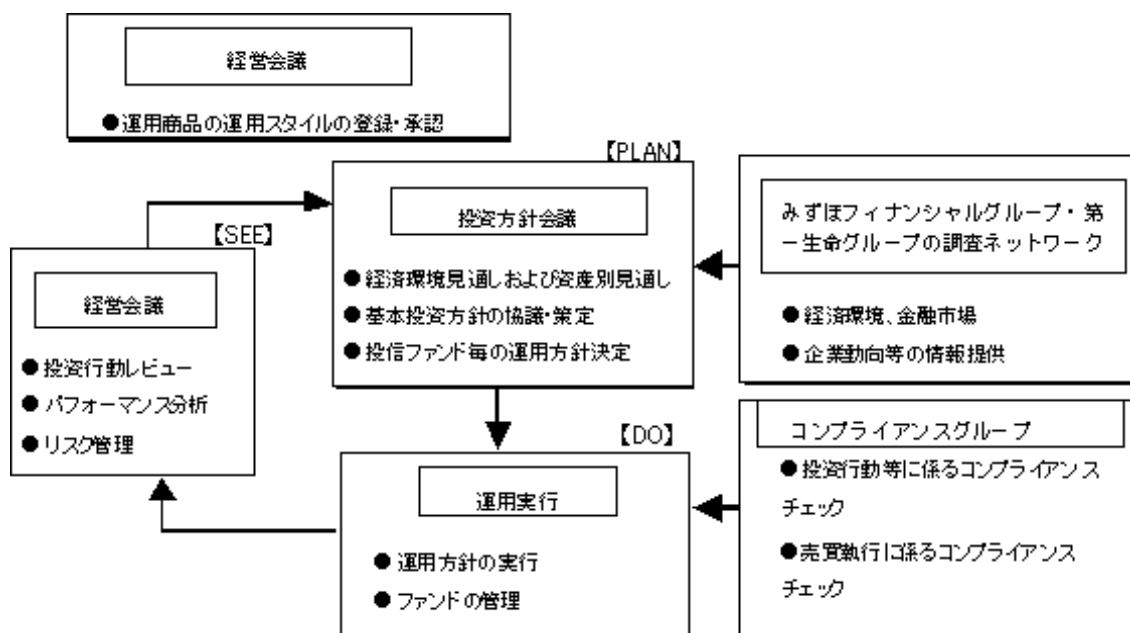 経営会議
●運用商品の運用スタイルの登録・承認
【PLAN】
投資方針会議
●経済環境見通しおよび資産別見通し
●基本投資方針の協議・策定
●投信ファンド毎の運用方針決定
みずほフィナンシャルグループ・第
一生命グループの調査ネットワーク
●経済環境、金融市場
●企業動向等の情報提供
【SEE】
経営会議
●投資行動レビュー
●パフォーマンス分析
●リスク管理
【DO】
運用実行
●運用方針の実行
●ファンドの管理
コンプライアンスグループ
●投資行動等に係るコンプライアンス
チェック
●売買執行に係るコンプライアンス
チェック